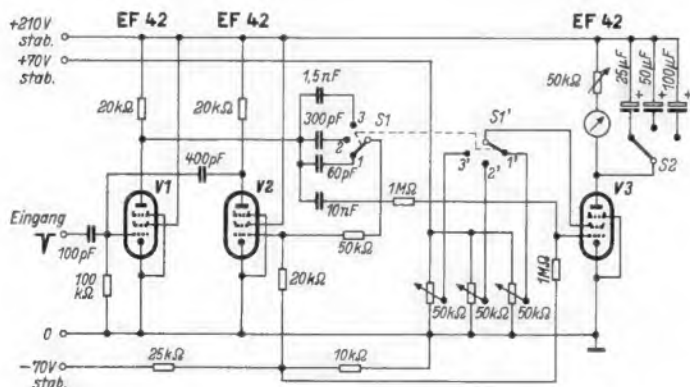 EF 42 EF 42 EF 42
+210V
stab.
+70V
stab.
20kΩ
20kΩ
1,5nF
3
300pF
S1
2
1
60pF
10nF
1MΩ
50kΩ
400pF
V1
V2
Eingang
100pF
100
kΩ
20kΩ
0
-70V
stab.
25kΩ
10kΩ
S1'
3'
2'
1'
50kΩ
50kΩ
50kΩ
50kΩ
25µF
50µF
100µF
+
+
+
S2
V3
1MΩ